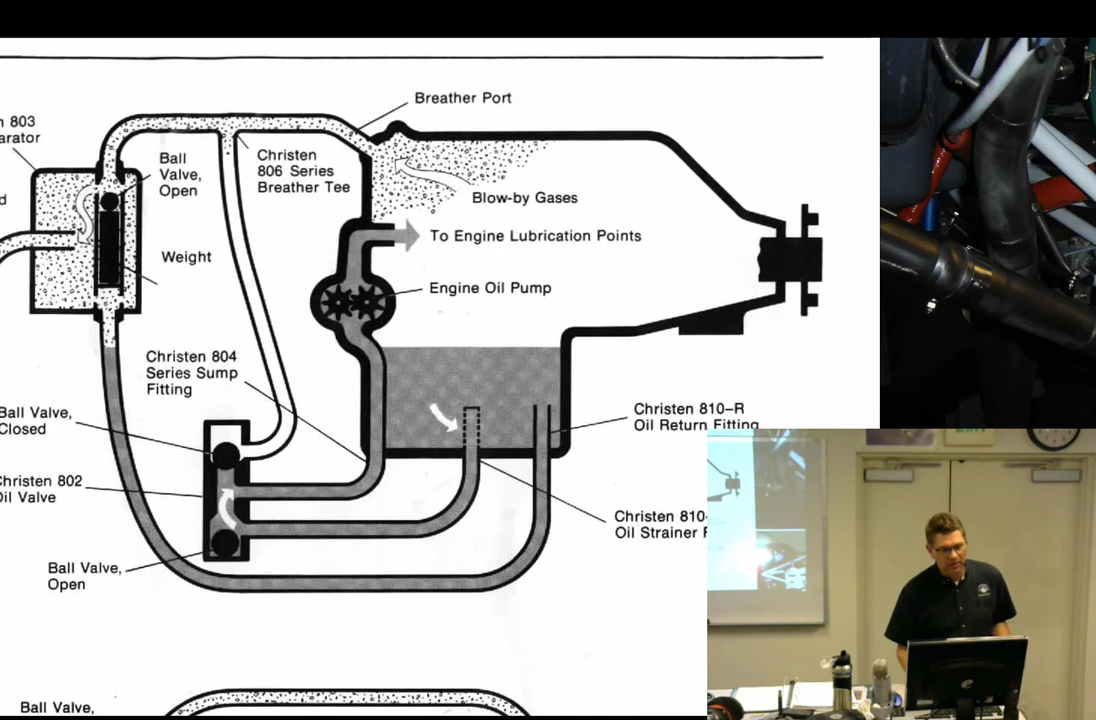 Breather Port
n 803
arator
Ball
Valve,
Open
Christen
806 Series
Breather Tee
d
Blow-by Gases
To Engine Lubrication Points
Weight
Engine Oil Pump
Christen 804
Series Sump
Fitting
Ball Valve,
Closed
Christen 810-R
Oil Return Fitting
Christen 802
Oil Valve
Christen 810-
Oil Strainer F
Ball Valve,
Open
Ball Valve,
EXIT